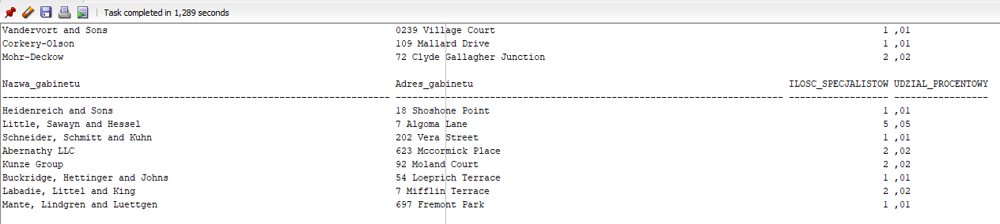 Task completed in 1,289 seconds
Vandervort and Sons 0239 Village Court 1 ,01
Corkery-Olson 109 Mallard Drive 1 ,01
Mohr-Deckow 72 Clyde Gallagher Junction 2 ,02
Nazwa_gabinetu Adres_gabinetu ILOSC_SPECJALISTOW UDZIAL_PROCENTOWY
Heidenreich and Sons 18 Shoshone Point 1 ,01
Little, Sawayn and Hessel 7 Algoma Lane 5 ,05
Schneider, Schmitt and Kuhn 202 Vera Street 1 ,01
Abernathy LLC 623 Mccormick Place 2 ,02
Kunze Group 92 Moland Court 2 ,02
Buckridge, Hettinger and Johns 54 Loeprich Terrace 1 ,01
Labadie, Littel and King 7 Mifflin Terrace 2 ,02
Mante, Lindgren and Luettgen 697 Fremont Park 1 ,01